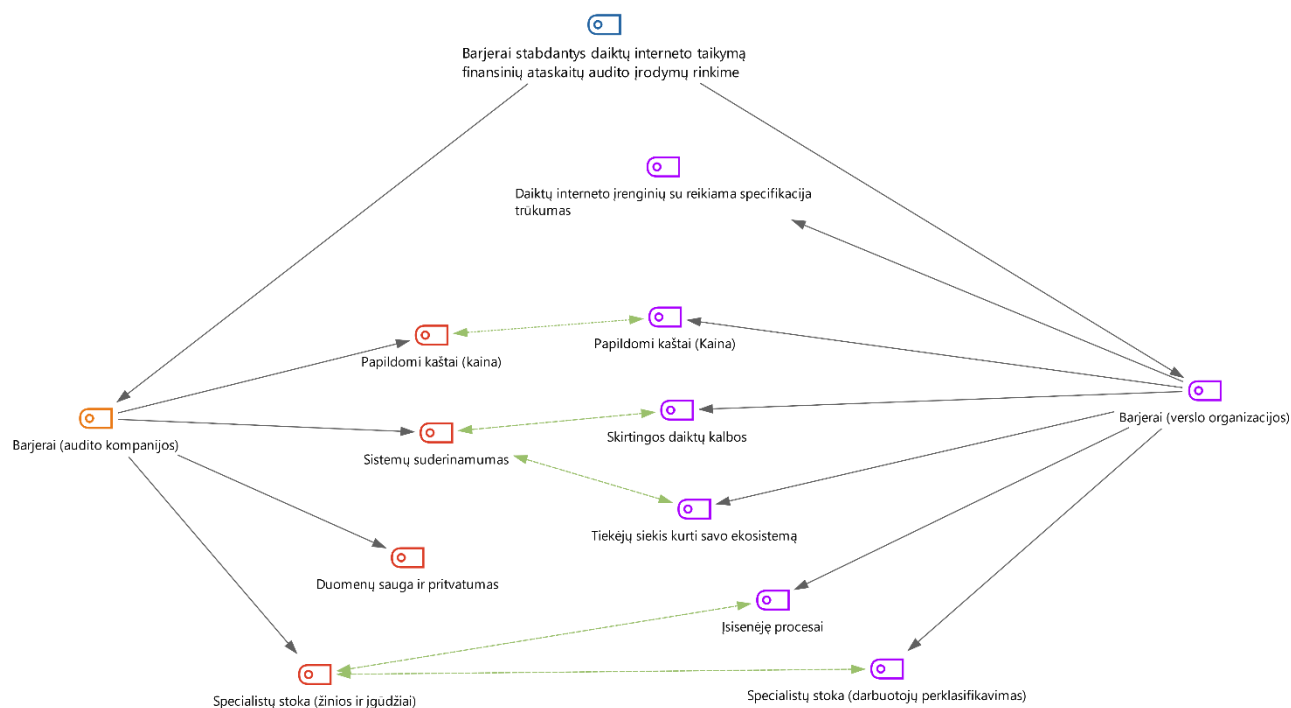 Barjerai stabdantys daiktų interneto taikymą
finansinių ataskaitų audito įrodymų rinkime
Daiktų interneto įrenginių su reikiama specifikacija
trūkumas
Papildomi kaštai (kaina)
Papildomi kaštai (Kaina)
Barjerai (audito kompanijos)
Skirtingos daiktų kalbos
Barjerai (verslo organizacijos)
Sistemų suderinamumas
Tiekėjų siekis kurti savo ekosistemą
Duomenų sauga ir pritvatumas
Įsisenėję procesai
Specialistų stoka (žinios ir įgūdžiai)
Specialistų stoka (darbuotojų perklasifikavimas)